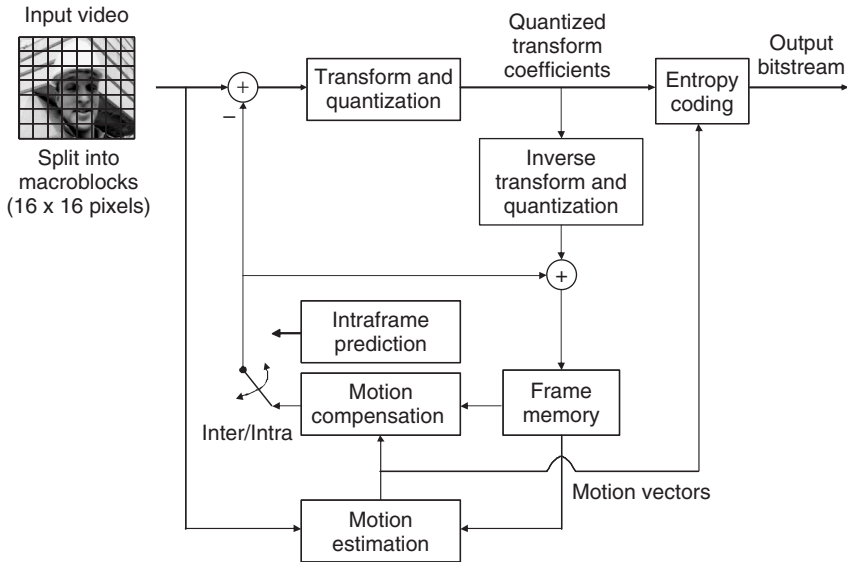 Input video
Split into
macroblocks
(16 x 16 pixels)
+
−
Transform and
quantization
Quantized
transform
coefficients
Entropy
coding
Output
bitstream
Inverse
transform and
quantization
+
Intraframe
prediction
Inter/Intra
Motion
compensation
Frame
memory
Motion vectors
Motion
estimation